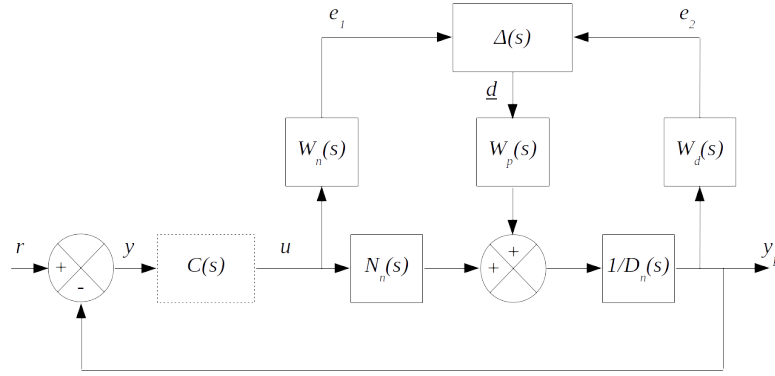 e1 Δ(s) e2
d
Wn(s) Wp(s) Wd(s)
r + - y C(s) u Nn(s) + + 1/Dn(s) y